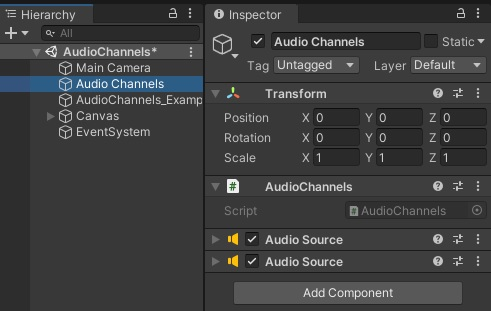 Hierarchy
All
AudioChannels*
Main Camera
Audio Channels
AudioChannels_Examp
Canvas
EventSystem
Inspector
Audio Channels Static
Tag Untagged Layer Default
Transform
Position X 0 Y 0 Z 0
Rotation X 0 Y 0 Z 0
Scale X 1 Y 1 Z 1
# AudioChannels
Script # AudioChannels
Audio Source
Audio Source
Add Component